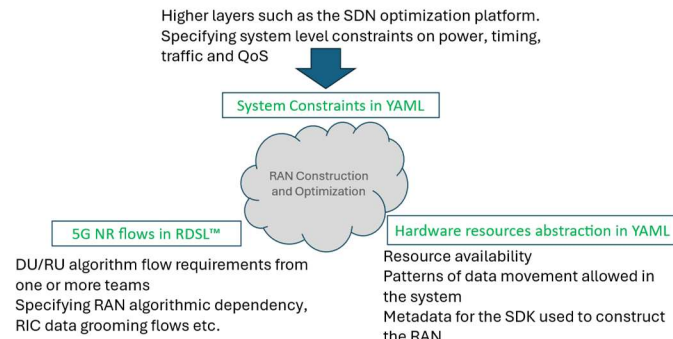 Higher layers such as the SDN optimization platform.
Specifying system level constraints on power, timing,
traffic and QoS
System Constraints in YAML
RAN Construction
and Optimization
5G NR flows in RDSL™
DU/RU algorithm flow requirements from
one or more teams
Specifying RAN algorithmic dependency,
RIC data grooming flows etc.
Hardware resources abstraction in YAML
Resource availability
Patterns of data movement allowed in
the system
Metadata for the SDK used to construct
the RAN